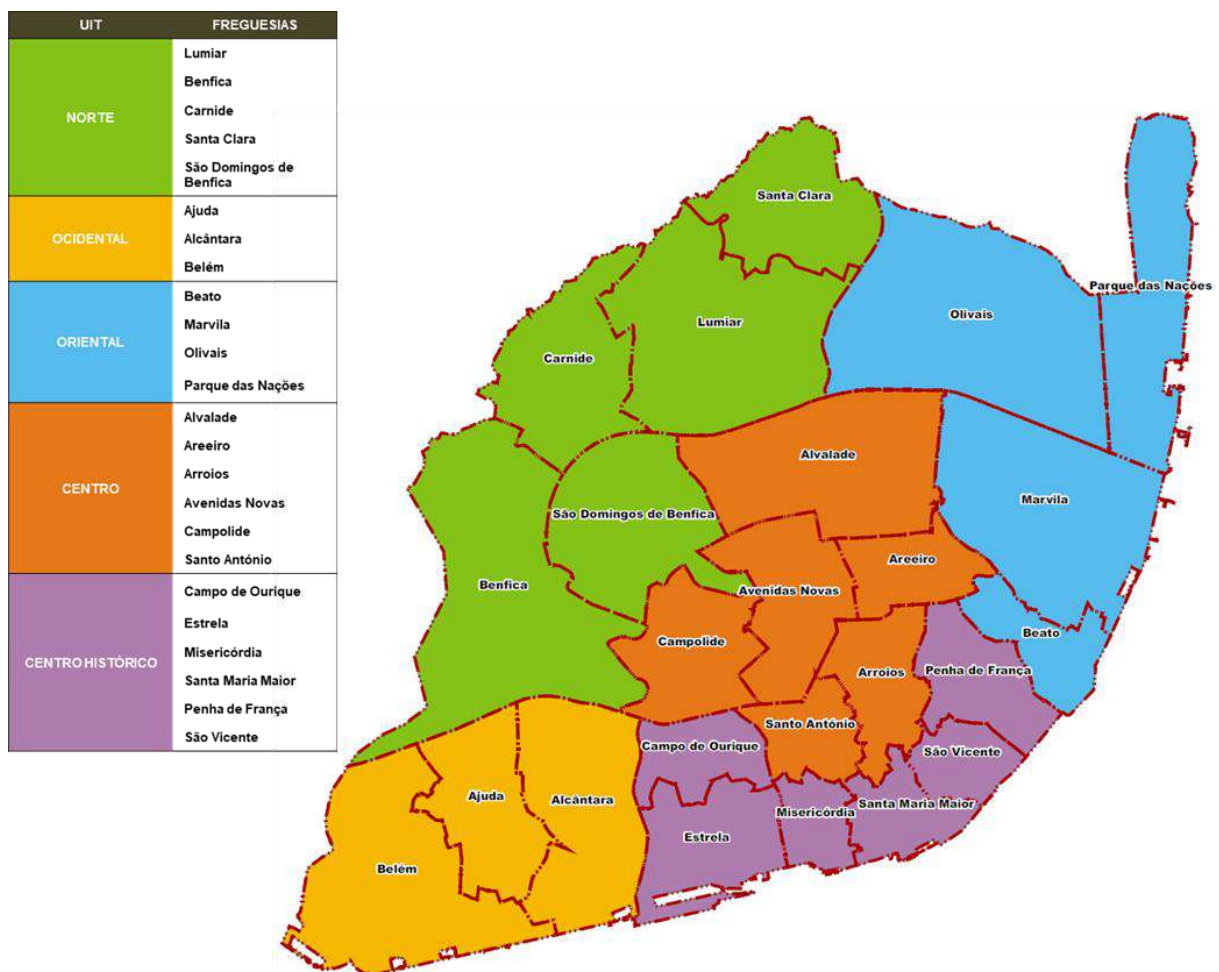 UIT FREGUESIAS
NORTE
Lumiar
Benfica
Carnide
Santa Clara
São Domingos de
Benfica
OCIDENTAL
Ajuda
Alcântara
Belém
ORIENTAL
Beato
Marvila
Olivais
Parque das Nações
CENTRO
Alvalade
Areeiro
Arroios
Avenidas Novas
Campolide
Santo António
CENTRO HISTÓRICO
Campo de Ourique
Estrela
Misericórdia
Santa Maria Maior
Penha de França
São Vicente
Santa Clara
Parque das Nações
Olivais
Lumiar
Carnide
Alvalade
Marvila
São Domingos de Benfica
Areeiro
Benfica
Avenidas Novas
Beato
Campolide
Penha de França
Arroios
Santo António
Campo de Ourique
São Vicente
Ajuda
Alcântara
Santa Maria Maior
Misericórdia
Estrela
Belém